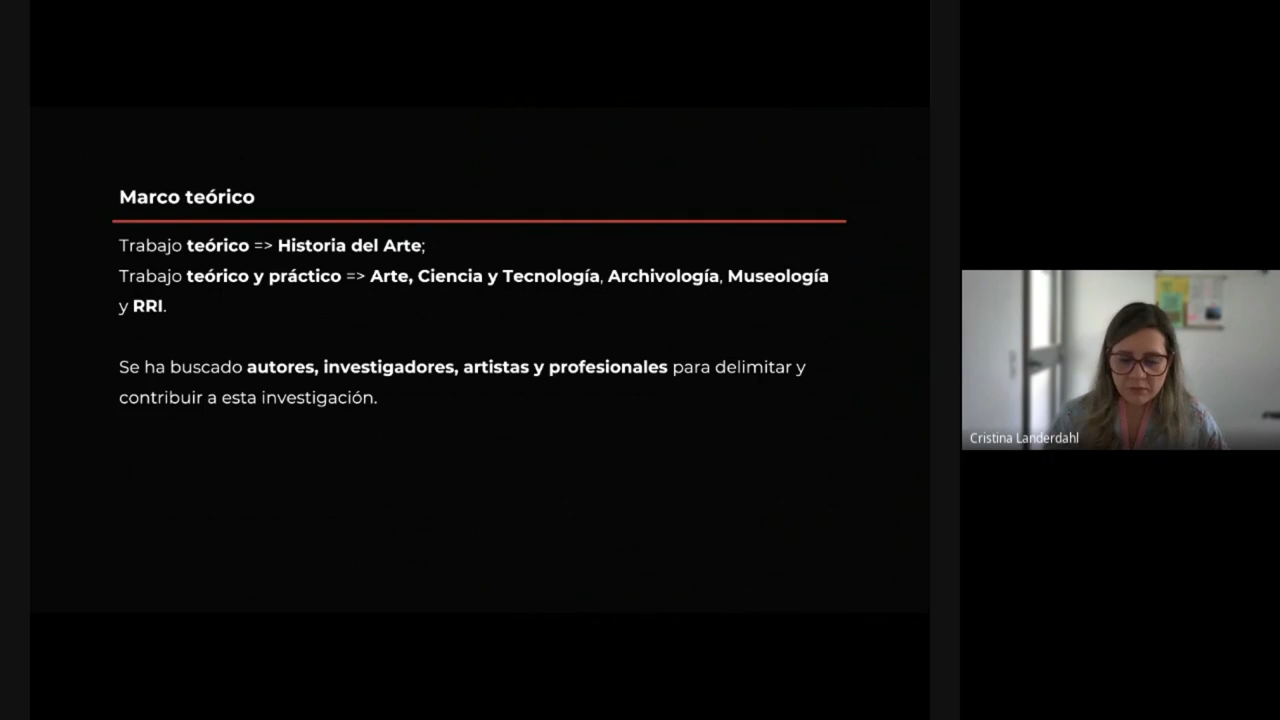 Marco teórico
Trabajo teórico => Historia del Arte;
Trabajo teórico y práctico => Arte, Ciencia y Tecnología, Archivología, Museología
y RRI.
Se ha buscado autores, investigadores, artistas y profesionales para delimitar y
contribuir a esta investigación.
Cristina Landerdahl